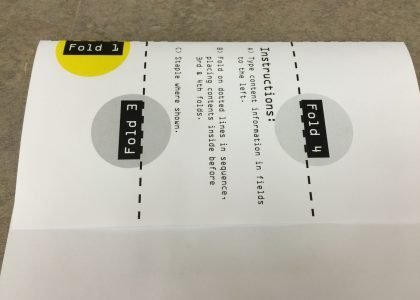 Fold 1
Fold 3
Fold 4
Instructions:
A) Type content information in fields
to the left.
B) Fold on dotted lines in sequence,
placing contents inside before
3rd & 4th folds.
C) Staple where shown.